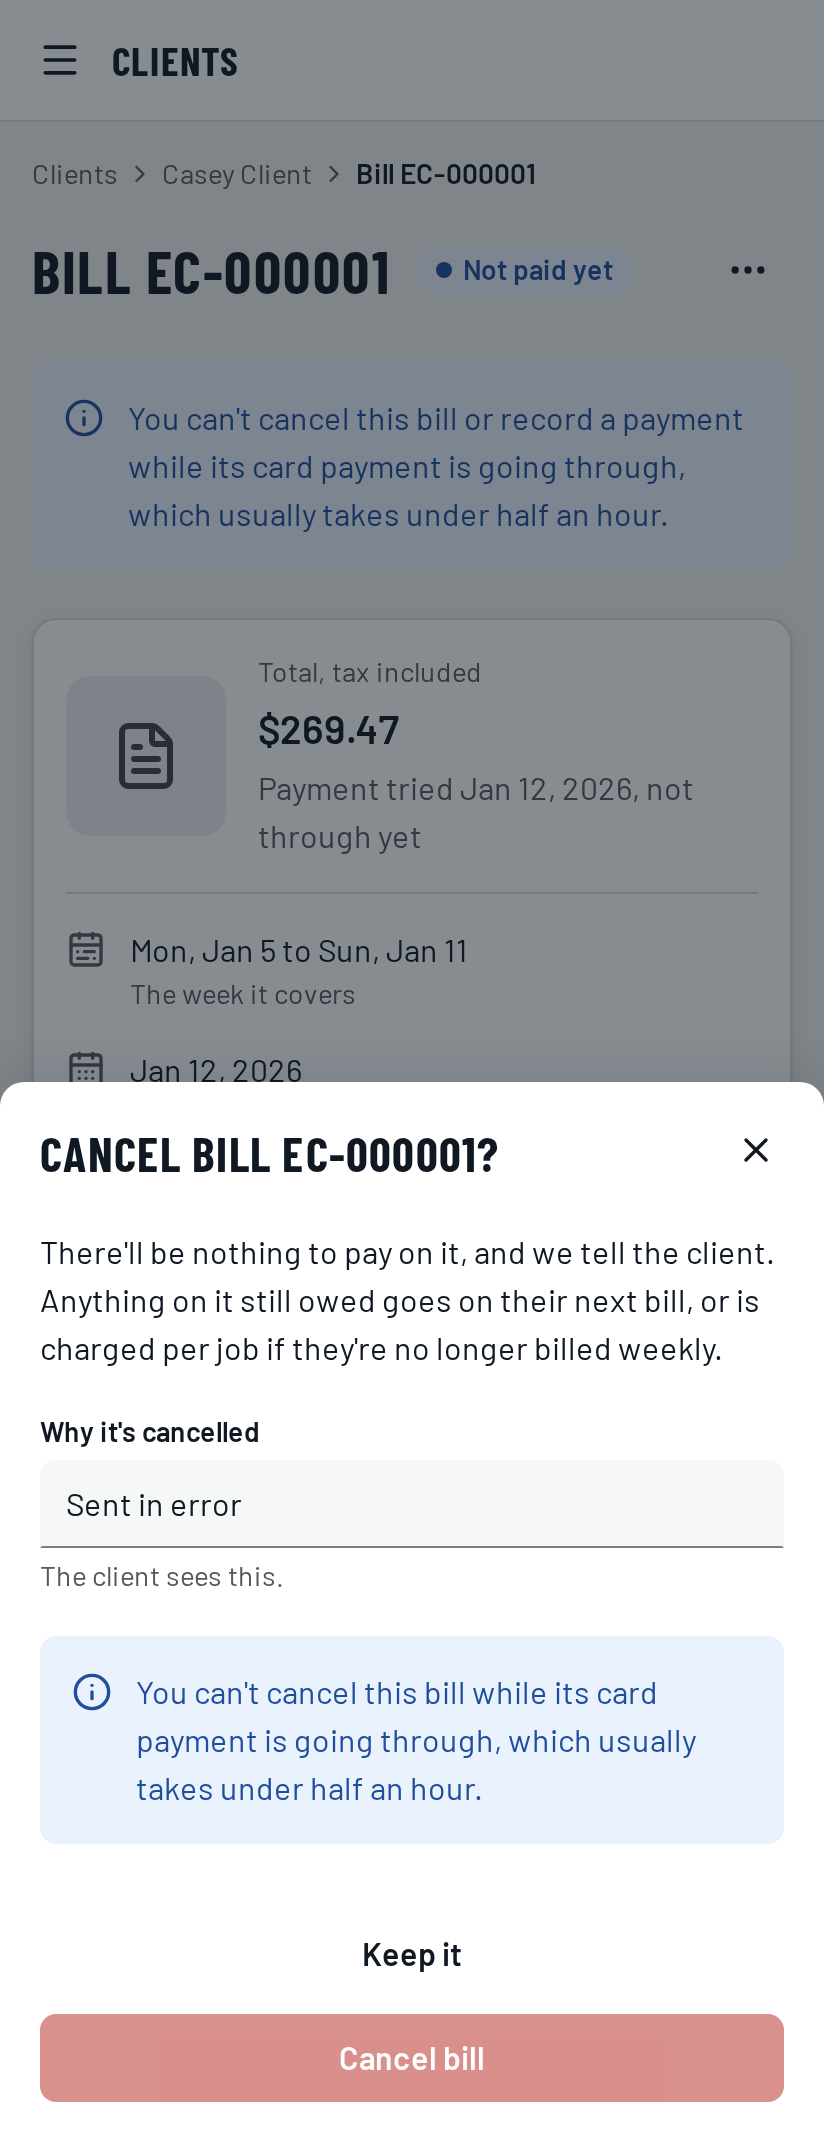 CLIENTS
Clients > Casey Client > Bill EC-000001
BILL EC-000001
Not paid yet
You can't cancel this bill or record a payment
while its card payment is going through,
which usually takes under half an hour.
Total, tax included
$269.47
Payment tried Jan 12, 2026, not
through yet
Mon, Jan 5 to Sun, Jan 11
The week it covers
Jan 12, 2026
CANCEL BILL EC-000001?
There'll be nothing to pay on it, and we tell the client.
Anything on it still owed goes on their next bill, or is
charged per job if they're no longer billed weekly.
Why it's cancelled
Sent in error
The client sees this.
You can't cancel this bill while its card
payment is going through, which usually
takes under half an hour.
Keep it
Cancel bill